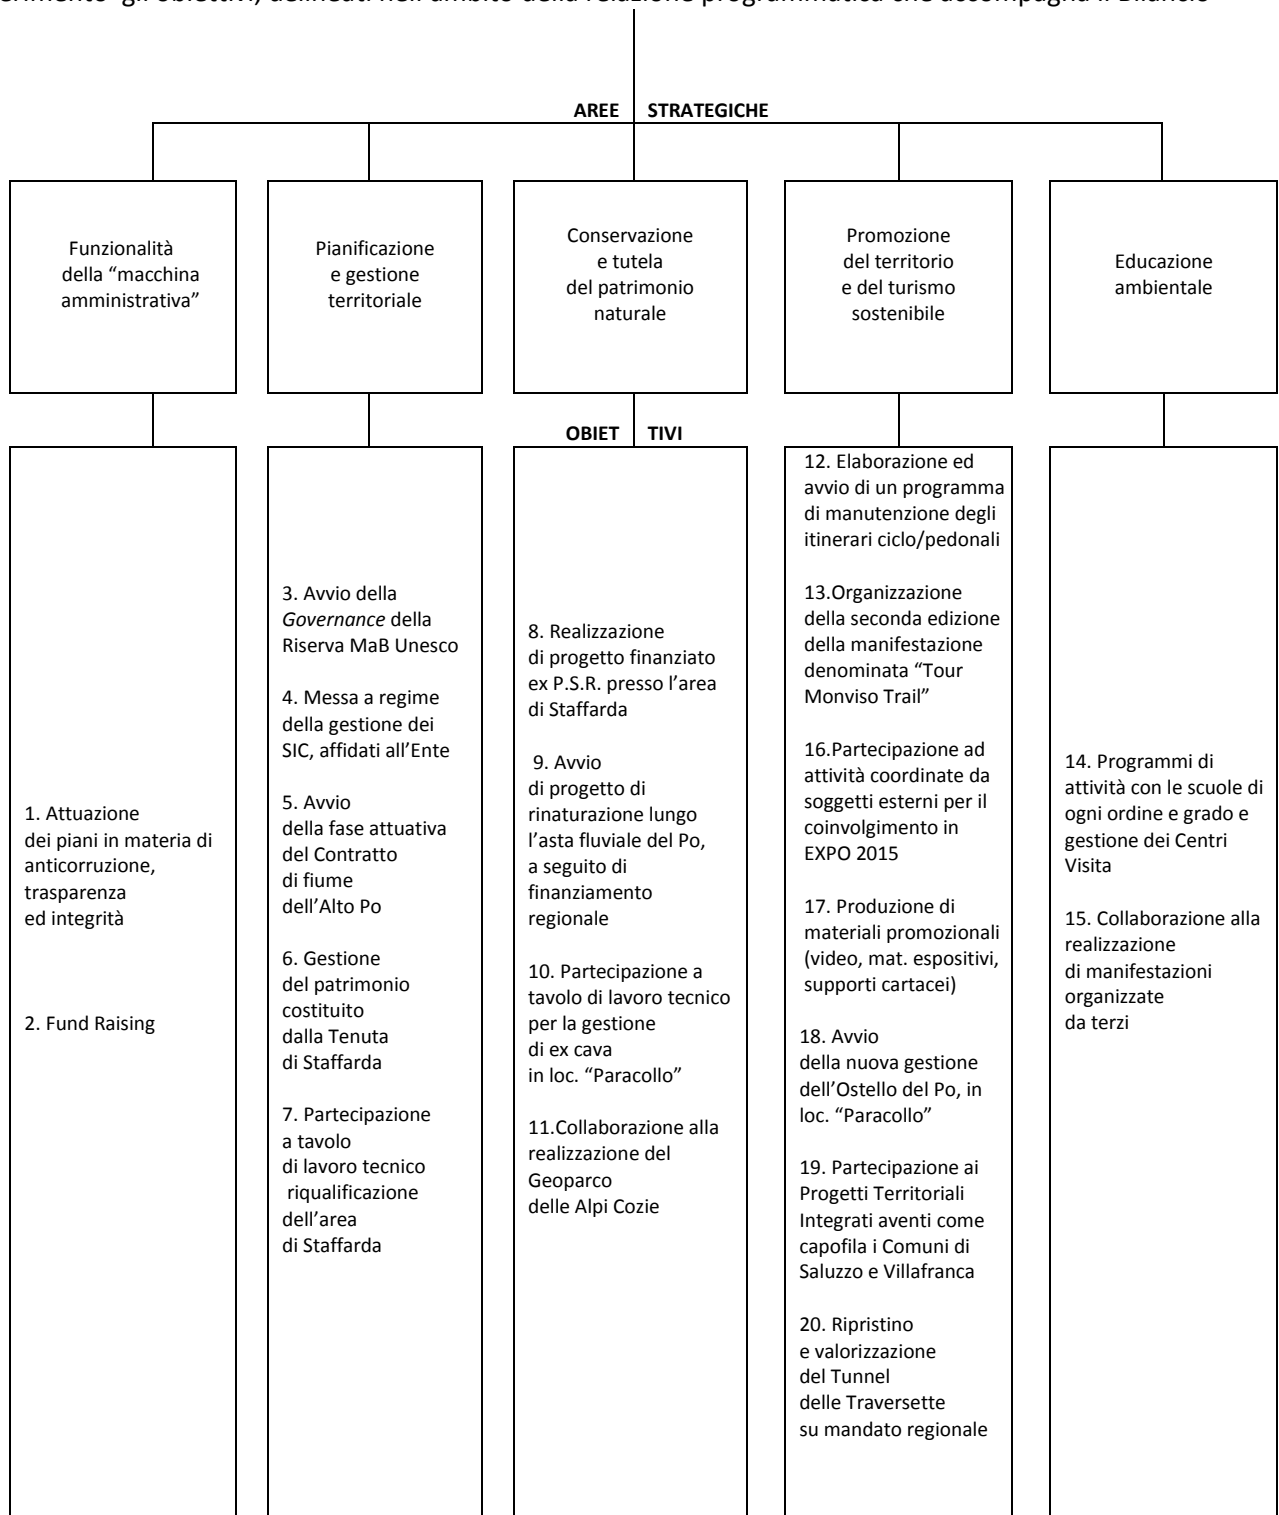 gli obiettivi, delineati nell'ambito della relazione programmatica che accompagna il Bilancio
AREE STRATEGICHE
Funzionalità
della “macchina
amministrativa”
Pianificazione
e gestione
territoriale
Conservazione
e tutela
del patrimonio
naturale
Promozione
del territorio
e del turismo
sostenibile
Educazione
ambientale
OBIET TIVI
1. Attuazione
dei piani in materia di
anticorruzione,
trasparenza
ed integrità
2. Fund Raising
3. Avvio della
Governance della
Riserva MaB Unesco
4. Messa a regime
della gestione dei
SIC, affidati all’Ente
5. Avvio
della fase attuativa
del Contratto
di fiume
dell’Alto Po
6. Gestione
del patrimonio
costituito
dalla Tenuta
di Staffarda
7. Partecipazione
a tavolo
di lavoro tecnico
riqualificazione
dell’area
di Staffarda
8. Realizzazione
di progetto finanziato
ex P.S.R. presso l’area
di Staffarda
9. Avvio
di progetto di
rinaturazione lungo
l’asta fluviale del Po,
a seguito di
finanziamento
regionale
10. Partecipazione a
tavolo di lavoro tecnico
per la gestione
di ex cava
in loc. “Paracollo”
11.Collaborazione alla
realizzazione del
Geoparco
delle Alpi Cozie
12. Elaborazione ed
avvio di un programma
di manutenzione degli
itinerari ciclo/pedonali
13.Organizzazione
della seconda edizione
della manifestazione
denominata “Tour
Monviso Trail”
16.Partecipazione ad
attività coordinate da
soggetti esterni per il
coinvolgimento in
EXPO 2015
17. Produzione di
materiali promozionali
(video, mat. espositivi,
supporti cartacei)
18. Avvio
della nuova gestione
dell’Ostello del Po, in
loc. “Paracollo”
19. Partecipazione ai
Progetti Territoriali
Integrati aventi come
capofila i Comuni di
Saluzzo e Villafranca
20. Ripristino
e valorizzazione
del Tunnel
delle Traversette
su mandato regionale
14. Programmi di
attività con le scuole di
ogni ordine e grado e
gestione dei Centri
Visita
15. Collaborazione alla
realizzazione
di manifestazioni
organizzate
da terzi